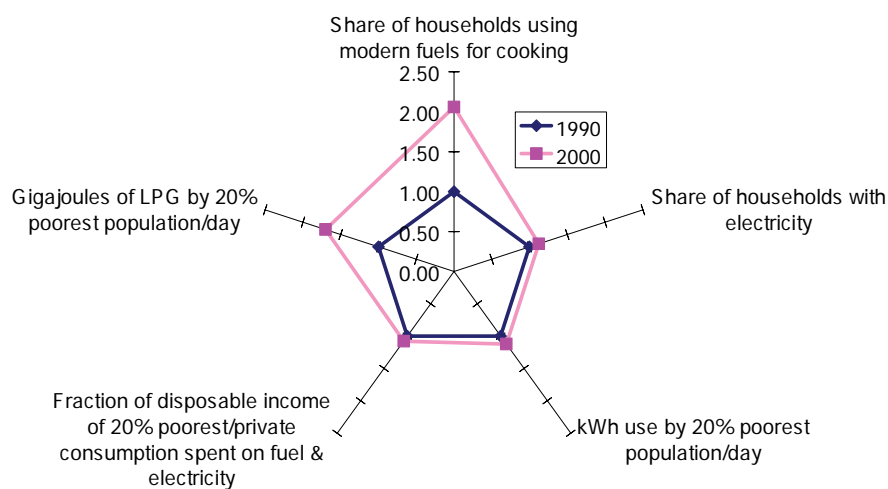 Share of households using
modern fuels for cooking
2.50
2.00
1.50
1.00
0.50
0.00
1990
2000
Gigajoules of LPG by 20%
poorest population/day
Share of households with
electricity
Fraction of disposable income
of 20% poorest/private
consumption spent on fuel &
electricity
kWh use by 20% poorest
population/day